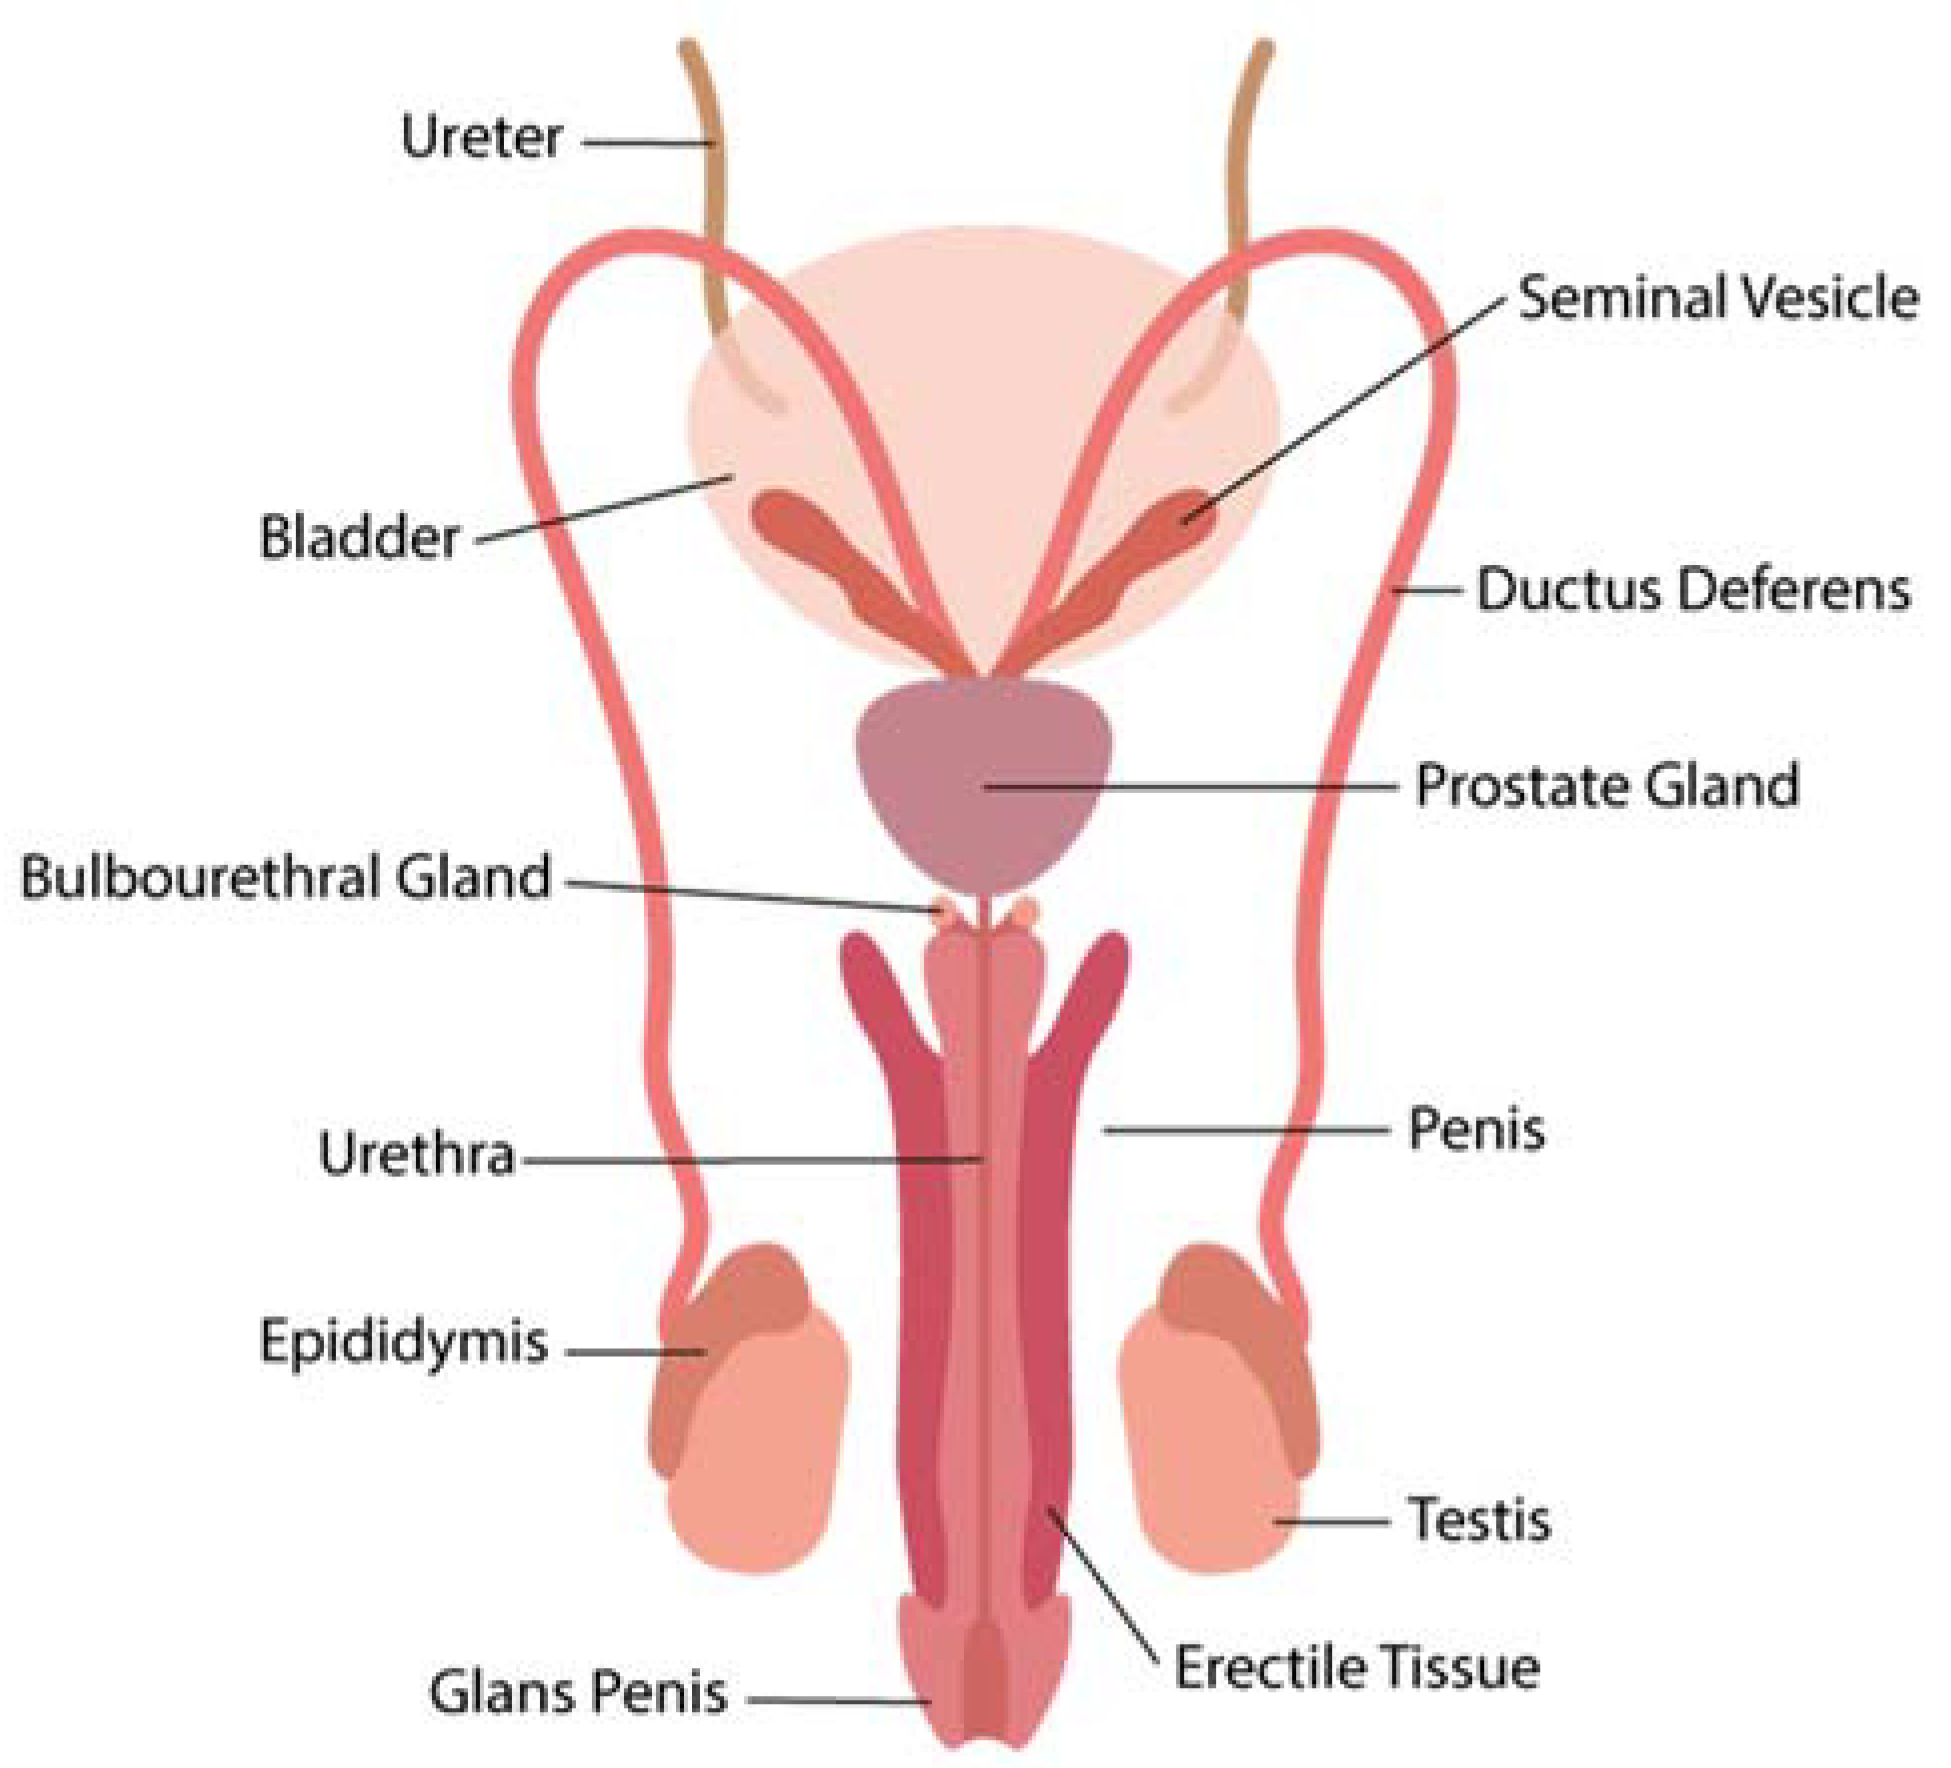 Ureter
Seminal Vesicle
Bladder
Ductus Deferens
Prostate Gland
Bulbourethral Gland
Penis
Urethra
Epididymis
Testis
Erectile Tissue
Glans Penis